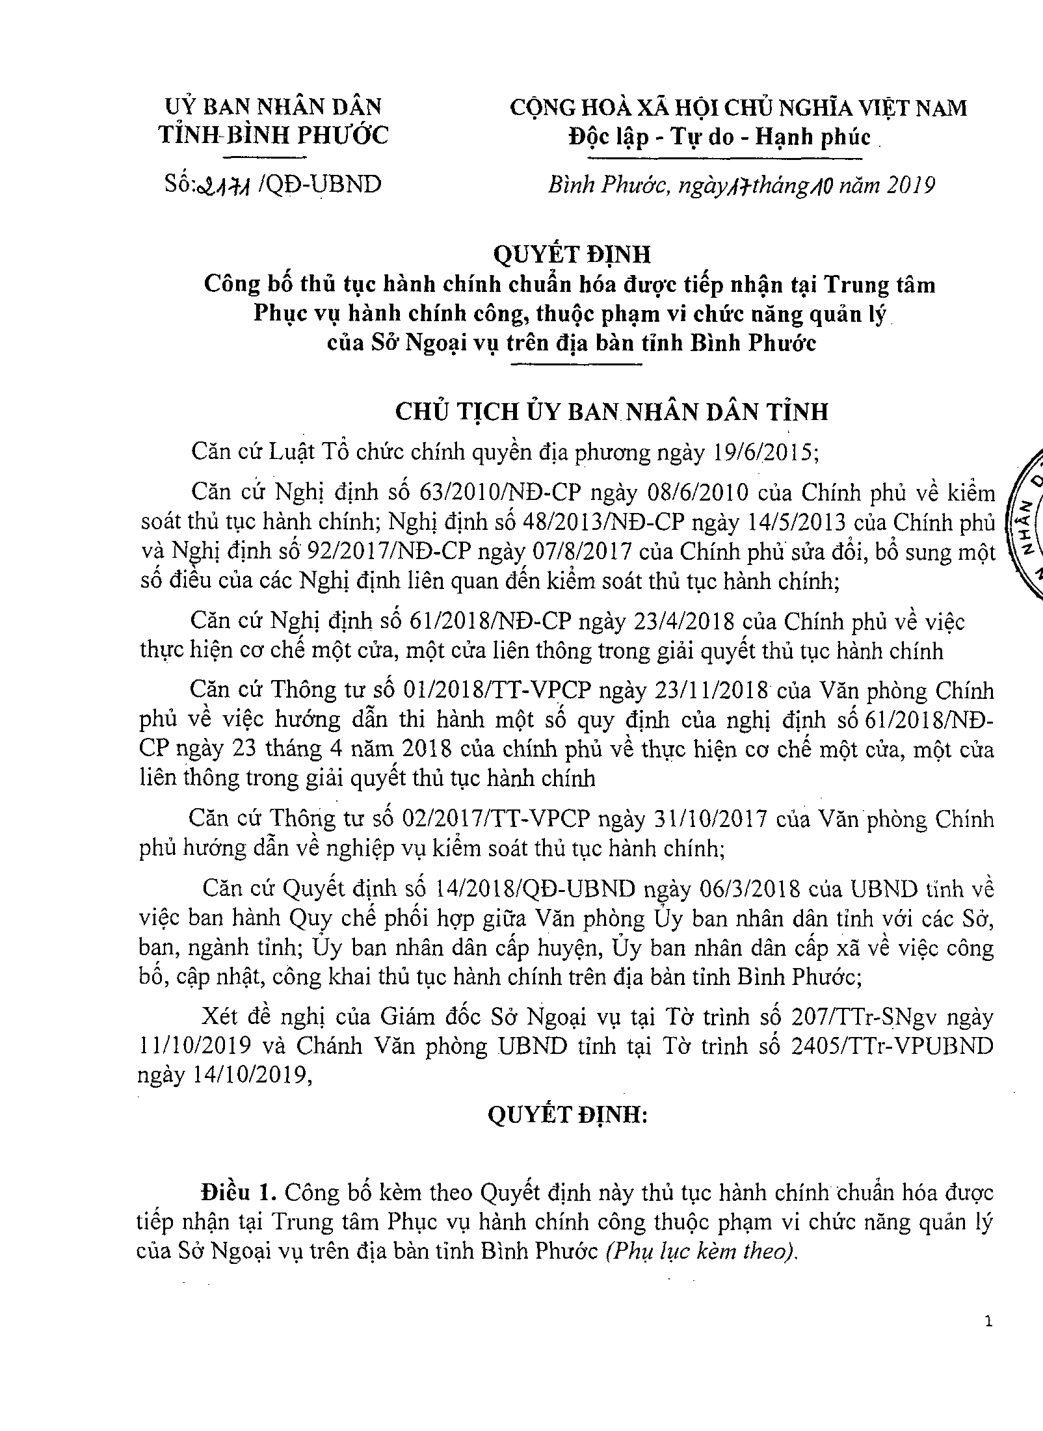 UỶ BAN NHÂN DÂN
TỈNH BÌNH PHƯỚC
Số:2171 /QĐ-UBND
CỘNG HOÀ XÃ HỘI CHỦ NGHĨA VIỆT NAM
Độc lập - Tự do - Hạnh phúc
Bình Phước, ngày17tháng10 năm 2019
QUYẾT ĐỊNH
Công bố thủ tục hành chính chuẩn hóa được tiếp nhận tại Trung tâm
Phục vụ hành chính công, thuộc phạm vi chức năng quản lý
của Sở Ngoại vụ trên địa bàn tỉnh Bình Phước
CHỦ TỊCH ỦY BAN NHÂN DÂN TỈNH
Căn cứ Luật Tổ chức chính quyền địa phương ngày 19/6/2015;
Căn cứ Nghị định số 63/2010/NĐ-CP ngày 08/6/2010 của Chính phủ về kiểm
soát thủ tục hành chính; Nghị định số 48/2013/NĐ-CP ngày 14/5/2013 của Chính phủ
và Nghị định số 92/2017/NĐ-CP ngày 07/8/2017 của Chính phủ sửa đổi, bổ sung một
số điều của các Nghị định liên quan đến kiểm soát thủ tục hành chính;
NHÂN D
Căn cứ Nghị định số 61/2018/NĐ-CP ngày 23/4/2018 của Chính phủ về việc
thực hiện cơ chế một cửa, một cửa liên thông trong giải quyết thủ tục hành chính
Căn cứ Thông tư số 01/2018/TT-VPCP ngày 23/11/2018 của Văn phòng Chính
phủ về việc hướng dẫn thi hành một số quy định của nghị định số 61/2018/NĐ-
CP ngày 23 tháng 4 năm 2018 của chính phủ về thực hiện cơ chế một cửa, một cửa
liên thông trong giải quyết thủ tục hành chính
Căn cứ Thông tư số 02/2017/TT-VPCP ngày 31/10/2017 của Văn phòng Chính
phủ hướng dẫn về nghiệp vụ kiểm soát thủ tục hành chính;
Căn cứ Quyết định số 14/2018/QĐ-UBND ngày 06/3/2018 của UBND tỉnh về
việc ban hành Quy chế phối hợp giữa Văn phòng Ủy ban nhân dân tỉnh với các Sở,
ban, ngành tỉnh; Ủy ban nhân dân cấp huyện, Ủy ban nhân dân cấp xã về việc công
bố, cập nhật, công khai thủ tục hành chính trên địa bàn tỉnh Bình Phước;
Xét đề nghị của Giám đốc Sở Ngoại vụ tại Tờ trình số 207/TTr-SNgv ngày
11/10/2019 và Chánh Văn phòng UBND tỉnh tại Tờ trình số 2405/TTr-VPUBND
ngày 14/10/2019,
QUYẾT ĐỊNH:
Điều 1. Công bố kèm theo Quyết định này thủ tục hành chính chuẩn hóa được
tiếp nhận tại Trung tâm Phục vụ hành chính công thuộc phạm vi chức năng quản lý
của Sở Ngoại vụ trên địa bàn tỉnh Bình Phước (Phụ lục kèm theo).
1